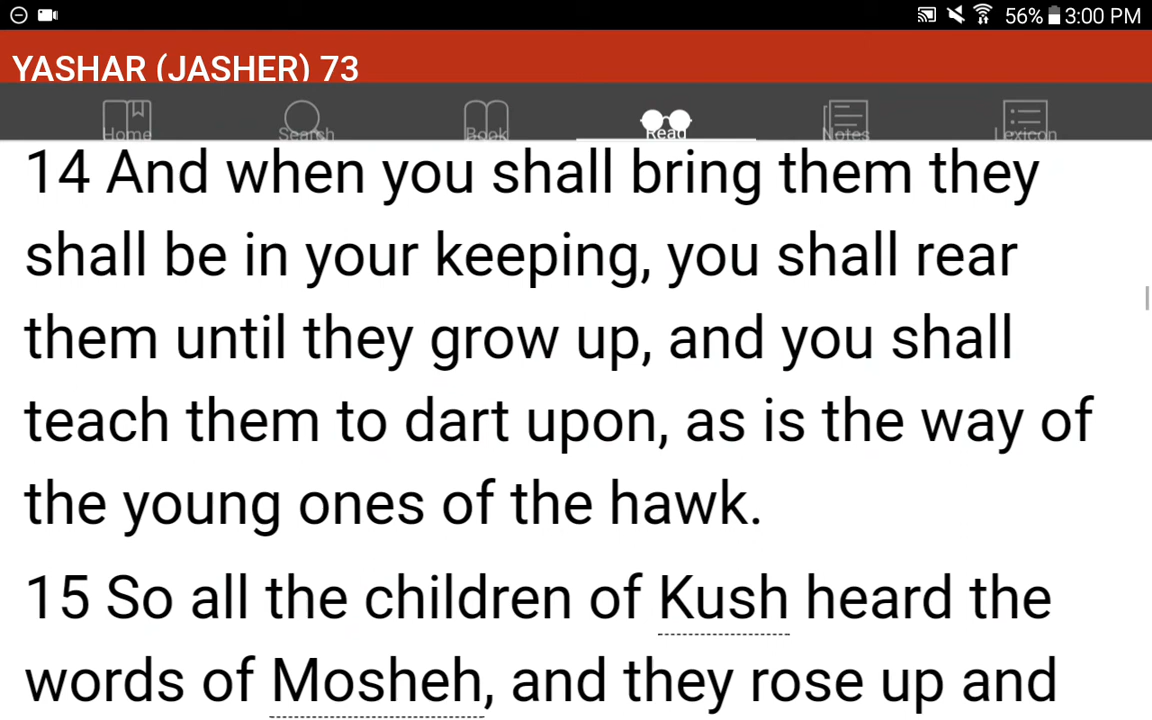 56% 3:00 PM
YASHAR (JASHER) 73
Home Search Book Read Notes Lexicon
14 And when you shall bring them they
shall be in your keeping, you shall rear
them until they grow up, and you shall
teach them to dart upon, as is the way of
the young ones of the hawk.
15 So all the children of Kush heard the
words of Mosheh, and they rose up and